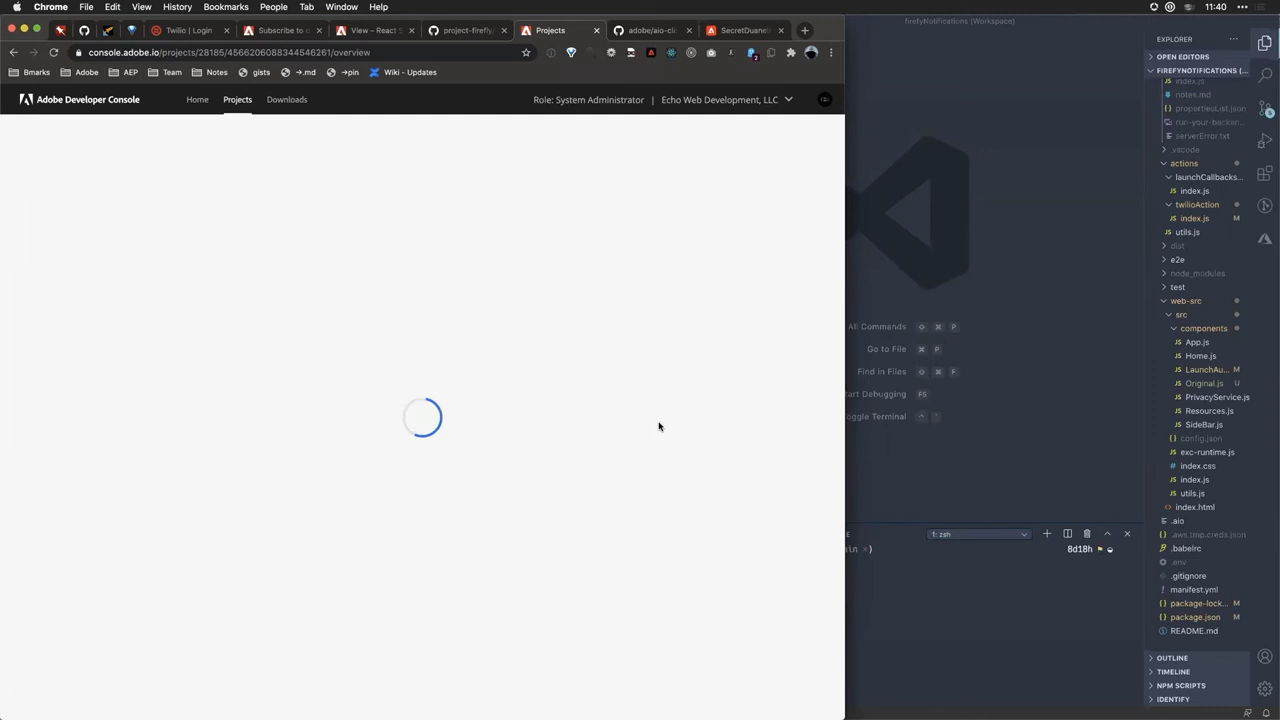 Chrome File Edit View History Bookmarks People Tab Window Help 11:40
Twilio | Login
Subscribe to
View – React S
project-firefly
Projects
adobe/aio-cli
SecretDuane
firefyNotifications (Workspace)
console.adobe.io/projects/28185/4566206088344546261/overview
Bmarks Adobe AEP Team Notes gists →.md →pin Wiki - Updates
Adobe Developer Console Home Projects Downloads Role: System Administrator Echo Web Development, LLC
EXPLORER
OPEN EDITORS
FIREFYNOTIFICATIONS (...
index.js
notes.md
propertiesList.json
run-your-backen...
serverError.txt
.vscode
actions
launchCallbacks...
index.js
twilioAction
index.js M
utils.js
dist
e2e
node_modules
test
web-src
src
components
App.js
Home.js
LaunchAu... M
Original.js U
PrivacyService.js
Resources.js
SideBar.js
config.json
exc-runtime.js
index.css
index.js
utils.js
index.html
.aio
.aws.tmp.creds.json
.babelrc
.env
.gitignore
manifest.yml
package-lock... M
package.json M
README.md
OUTLINE
TIMELINE
NPM SCRIPTS
IDENTIFY
All Commands ⇧ ⌘ P
Go to File ⌘ P
Find in Files ⇧ ⌘ F
Start Debugging F5
Toggle Terminal ⌃ `
1: zsh
8d18h